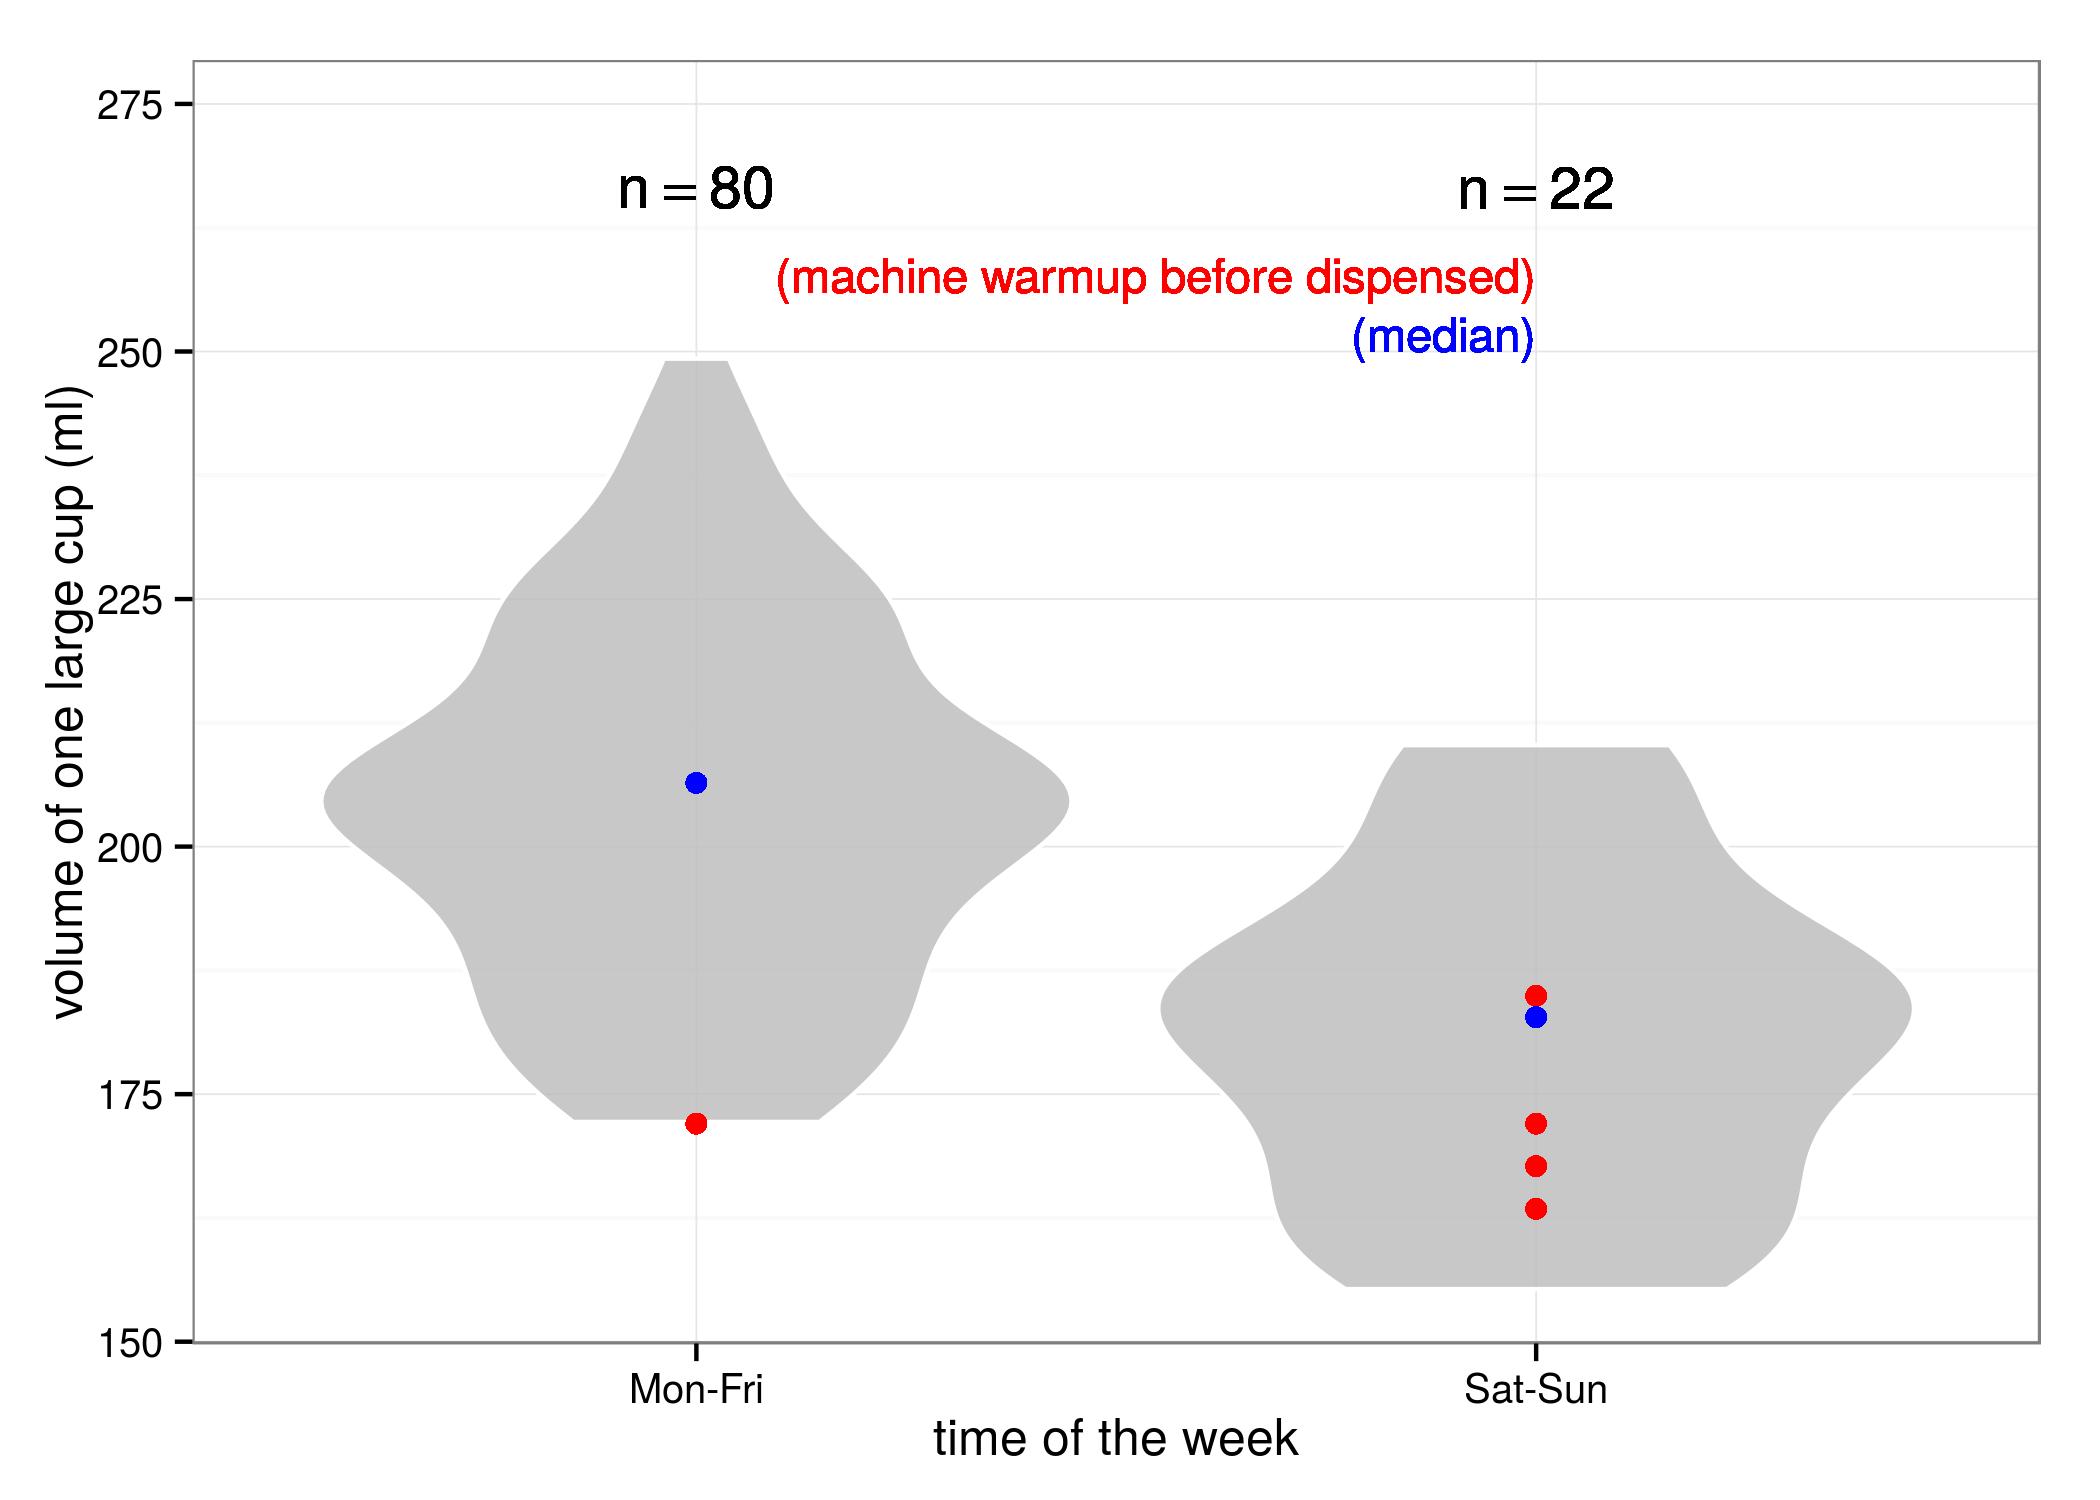 275
n = 80
n = 22
(machine warmup before dispensed)
(median)
250
225
200
175
150
volume of one large cup (ml)
Mon-Fri
Sat-Sun
time of the week